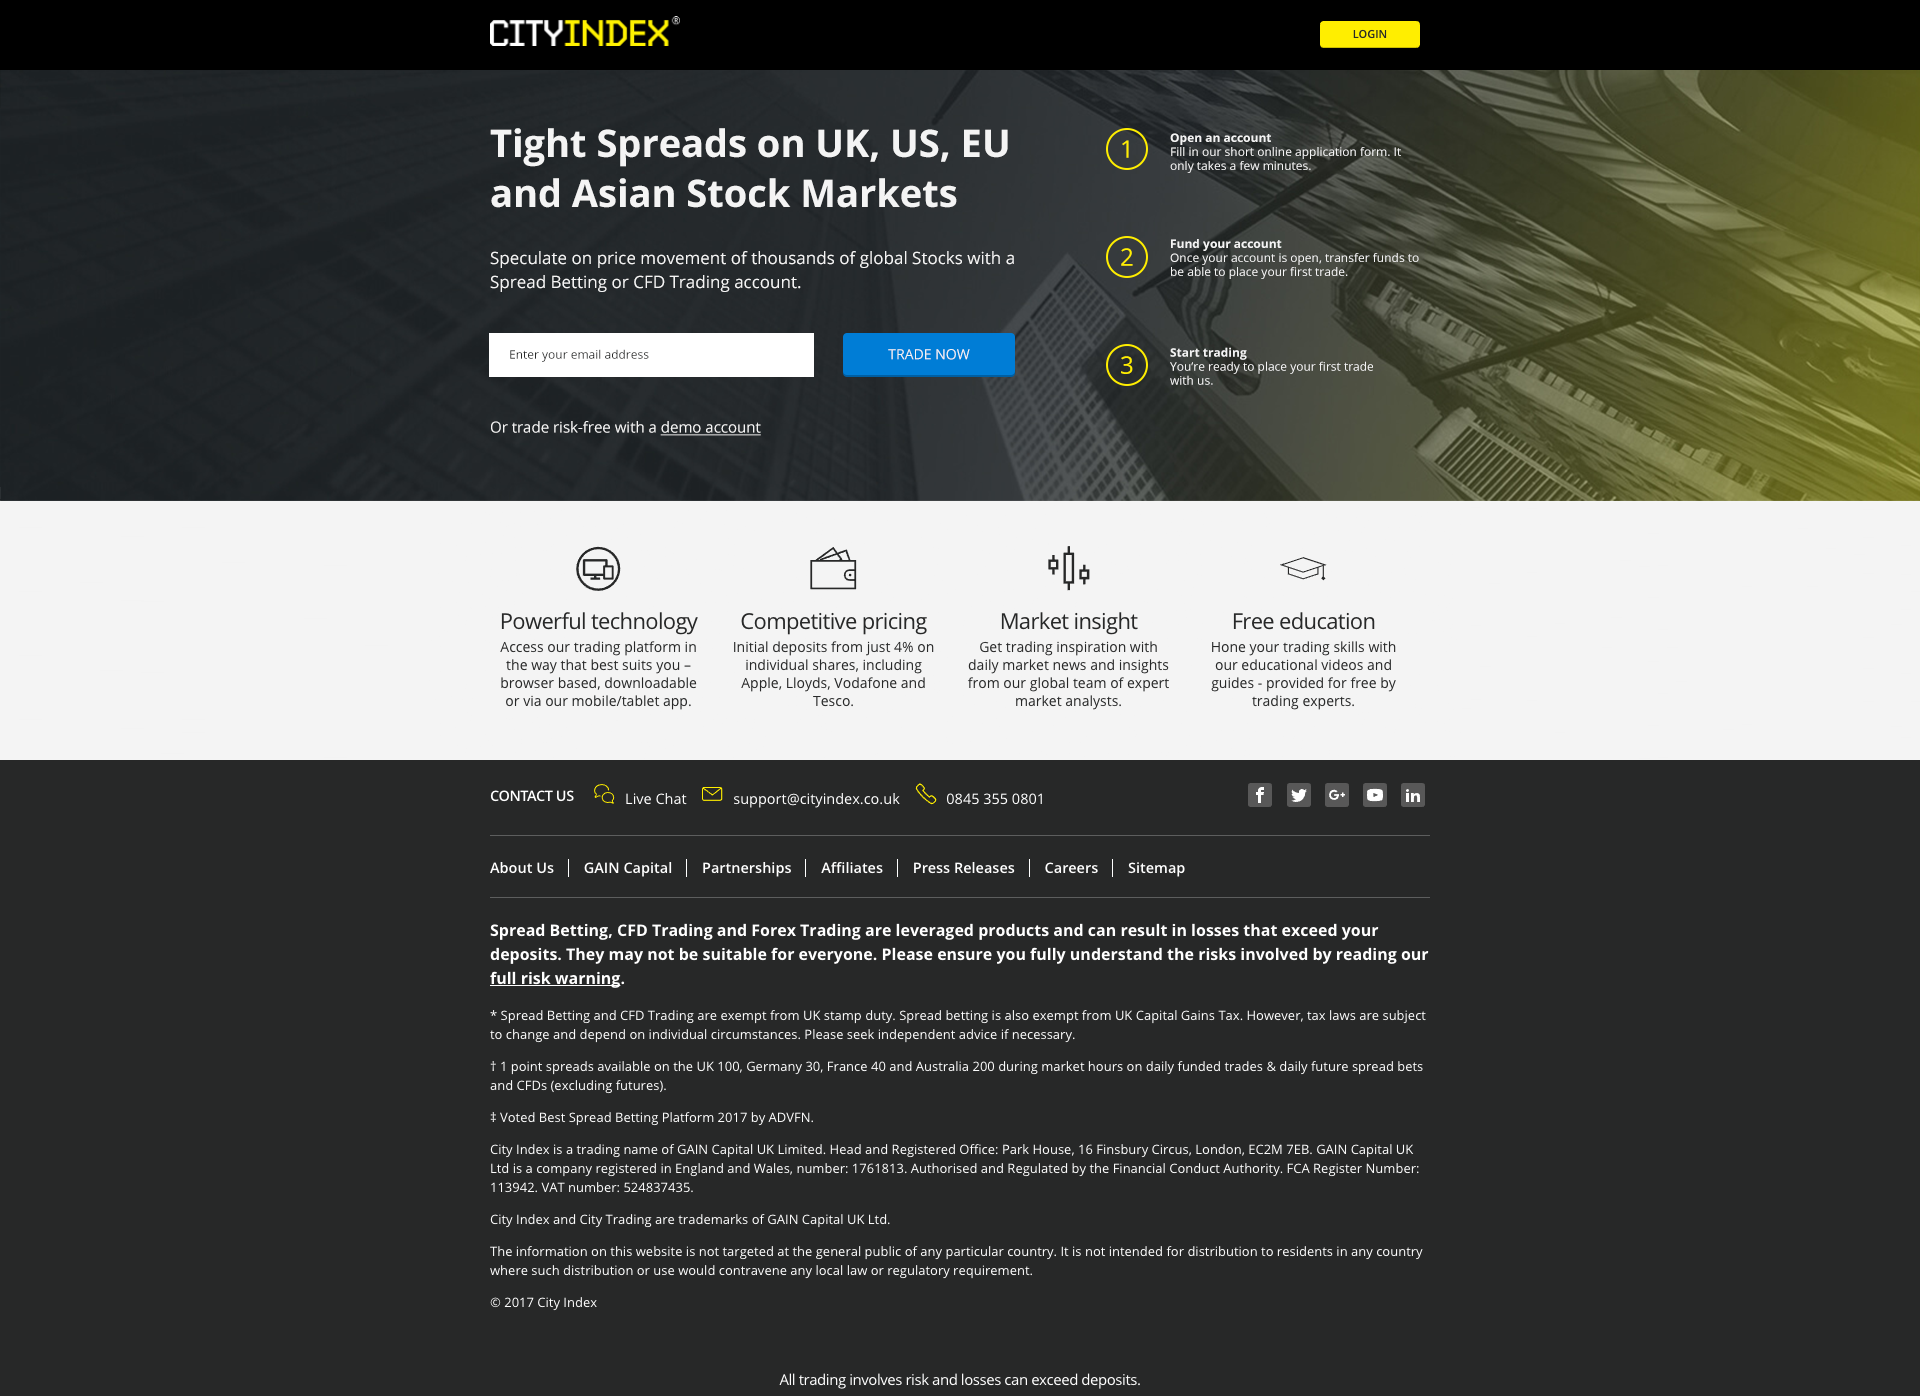 CITYINDEX®
LOGIN
Tight Spreads on UK, US, EU
and Asian Stock Markets
Speculate on price movement of thousands of global Stocks with a
Spread Betting or CFD Trading account.
Enter your email address
TRADE NOW
Or trade risk-free with a demo account
1
Open an account
Fill in our short online application form. It
only takes a few minutes.
2
Fund your account
Once your account is open, transfer funds to
be able to place your first trade.
3
Start trading
You're ready to place your first trade
with us.
Powerful technology
Access our trading platform in
the way that best suits you –
browser based, downloadable
or via our mobile/tablet app.
Competitive pricing
Initial deposits from just 4% on
individual shares, including
Apple, Lloyds, Vodafone and
Tesco.
Market insight
Get trading inspiration with
daily market news and insights
from our global team of expert
market analysts.
Free education
Hone your trading skills with
our educational videos and
guides - provided for free by
trading experts.
CONTACT US Live Chat support@cityindex.co.uk 0845 355 0801
About Us GAIN Capital Partnerships Affiliates Press Releases Careers Sitemap
Spread Betting, CFD Trading and Forex Trading are leveraged products and can result in losses that exceed your
deposits. They may not be suitable for everyone. Please ensure you fully understand the risks involved by reading our
full risk warning.
* Spread Betting and CFD Trading are exempt from UK stamp duty. Spread betting is also exempt from UK Capital Gains Tax. However, tax laws are subject
to change and depend on individual circumstances. Please seek independent advice if necessary.
† 1 point spreads available on the UK 100, Germany 30, France 40 and Australia 200 during market hours on daily funded trades & daily future spread bets
and CFDs (excluding futures).
‡ Voted Best Spread Betting Platform 2017 by ADVFN.
City Index is a trading name of GAIN Capital UK Limited. Head and Registered Office: Park House, 16 Finsbury Circus, London, EC2M 7EB. GAIN Capital UK
Ltd is a company registered in England and Wales, number: 1761813. Authorised and Regulated by the Financial Conduct Authority. FCA Register Number:
113942. VAT number: 524837435.
City Index and City Trading are trademarks of GAIN Capital UK Ltd.
The information on this website is not targeted at the general public of any particular country. It is not intended for distribution to residents in any country
where such distribution or use would contravene any local law or regulatory requirement.
© 2017 City Index
All trading involves risk and losses can exceed deposits.